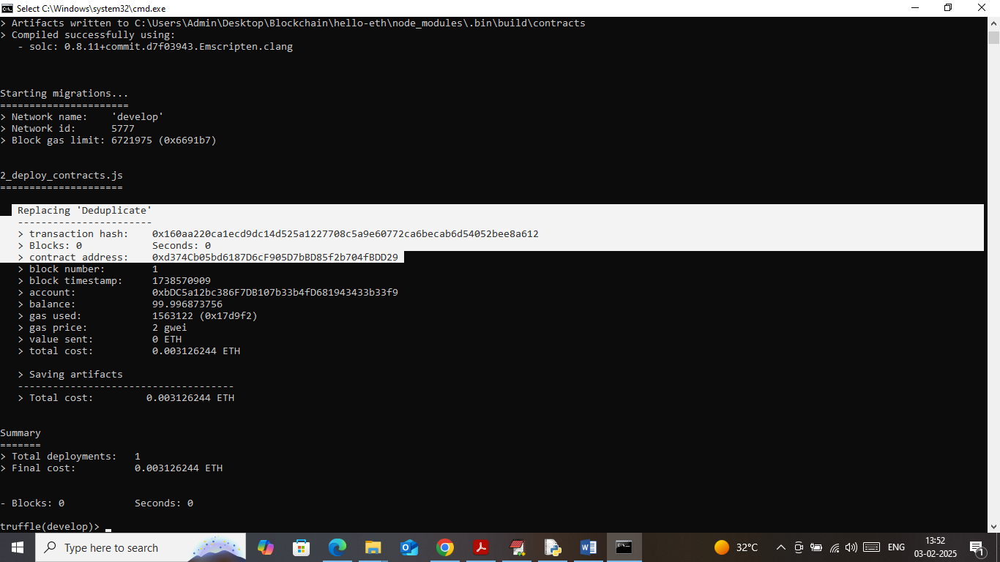 Select C:\Windows\system32\cmd.exe
> Artifacts written to C:\Users\Admin\Desktop\Blockchain\hello-eth\node_modules\.bin\build\contracts
> Compiled successfully using:
- solc: 0.8.11+commit.d7f03943.Emscripten.clang
Starting migrations...
======================
> Network name: 'develop'
> Network id: 5777
> Block gas limit: 6721975 (0x6691b7)
2_deploy_contracts.js
=====================
Replacing 'Deduplicate'
-----------------------
> transaction hash: 0x160aa220ca1ecd9dc14d525a1227708c5a9e60772ca6becab6d54052bee8a612
> Blocks: 0 Seconds: 0
> contract address: 0xd374Cb05bd6187D6cF905D7bBD85f2b704fBDD29
> block number: 1
> block timestamp: 1738570909
> account: 0xbDC5a12bc386F7DB107b33b4fD681943433b33f9
> balance: 99.996873756
> gas used: 1563122 (0x17d9f2)
> gas price: 2 gwei
> value sent: 0 ETH
> total cost: 0.003126244 ETH
> Saving artifacts
-------------------------------------
> Total cost: 0.003126244 ETH
Summary
=======
> Total deployments: 1
> Final cost: 0.003126244 ETH
- Blocks: 0 Seconds: 0
truffle(develop)>
Type here to search
32°C
ENG
13:52
03-02-2025
1